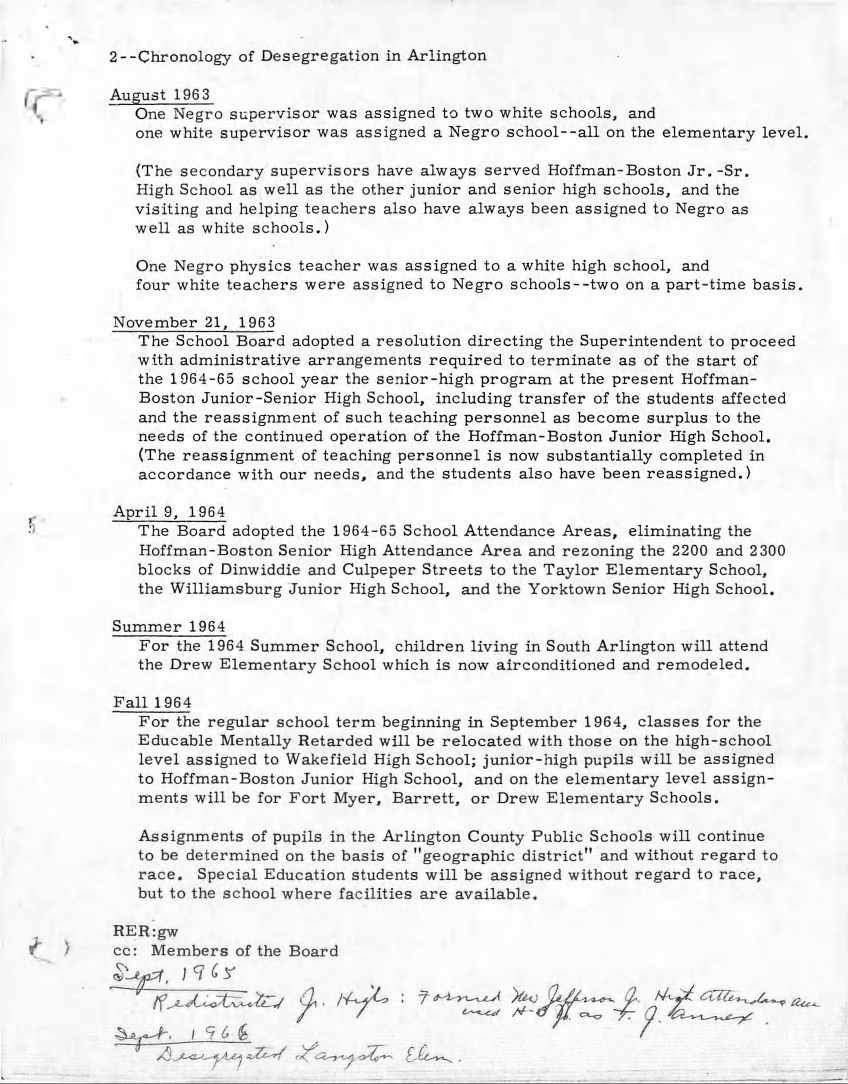 2--Chronology of Desegregation in Arlington
August 1963
One Negro supervisor was assigned to two white schools, and
one white supervisor was assigned a Negro school--all on the elementary level.
(The secondary supervisors have always served Hoffman-Boston Jr.-Sr.
High School as well as the other junior and senior high schools, and the
visiting and helping teachers also have always been assigned to Negro as
well as white schools.)
One Negro physics teacher was assigned to a white high school, and
four white teachers were assigned to Negro schools--two on a part-time basis.
November 21, 1963
The School Board adopted a resolution directing the Superintendent to proceed
with administrative arrangements required to terminate as of the start of
the 1964-65 school year the senior-high program at the present Hoffman-
Boston Junior-Senior High School, including transfer of the students affected
and the reassignment of such teaching personnel as become surplus to the
needs of the continued operation of the Hoffman-Boston Junior High School.
(The reassignment of teaching personnel is now substantially completed in
accordance with our needs, and the students also have been reassigned.)
April 9, 1964
The Board adopted the 1964-65 School Attendance Areas, eliminating the
Hoffman-Boston Senior High Attendance Area and rezoning the 2200 and 2300
blocks of Dinwiddie and Culpeper Streets to the Taylor Elementary School,
the Williamsburg Junior High School, and the Yorktown Senior High School.
Summer 1964
For the 1964 Summer School, children living in South Arlington will attend
the Drew Elementary School which is now airconditioned and remodeled.
Fall 1964
For the regular school term beginning in September 1964, classes for the
Educable Mentally Retarded will be relocated with those on the high-school
level assigned to Wakefield High School; junior-high pupils will be assigned
to Hoffman-Boston Junior High School, and on the elementary level assign-
ments will be for Fort Myer, Barrett, or Drew Elementary Schools.
Assignments of pupils in the Arlington County Public Schools will continue
to be determined on the basis of "geographic district" and without regard to
race. Special Education students will be assigned without regard to race,
but to the school where facilities are available.
RER:gw
cc: Members of the Board
Sept. 1965
Redistricted Jr. Highs: Formed New Jefferson Jr. High Attendance
used H-B Jr. as T. J. annex.
Sept. 1966
Desegregated Langston Elem.